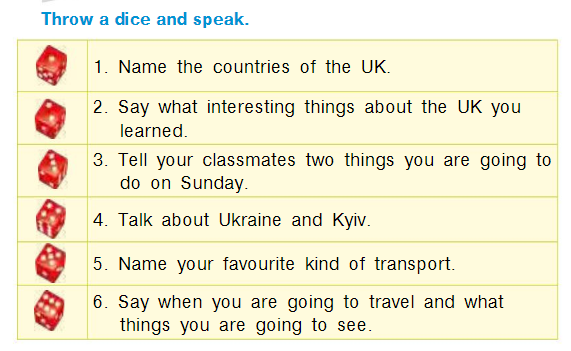 Throw a dice and speak.
1. Name the countries of the UK.
2. Say what interesting things about the UK you
learned.
3. Tell your classmates two things you are going to
do on Sunday.
4. Talk about Ukraine and Kyiv.
5. Name your favourite kind of transport.
6. Say when you are going to travel and what
things you are going to see.